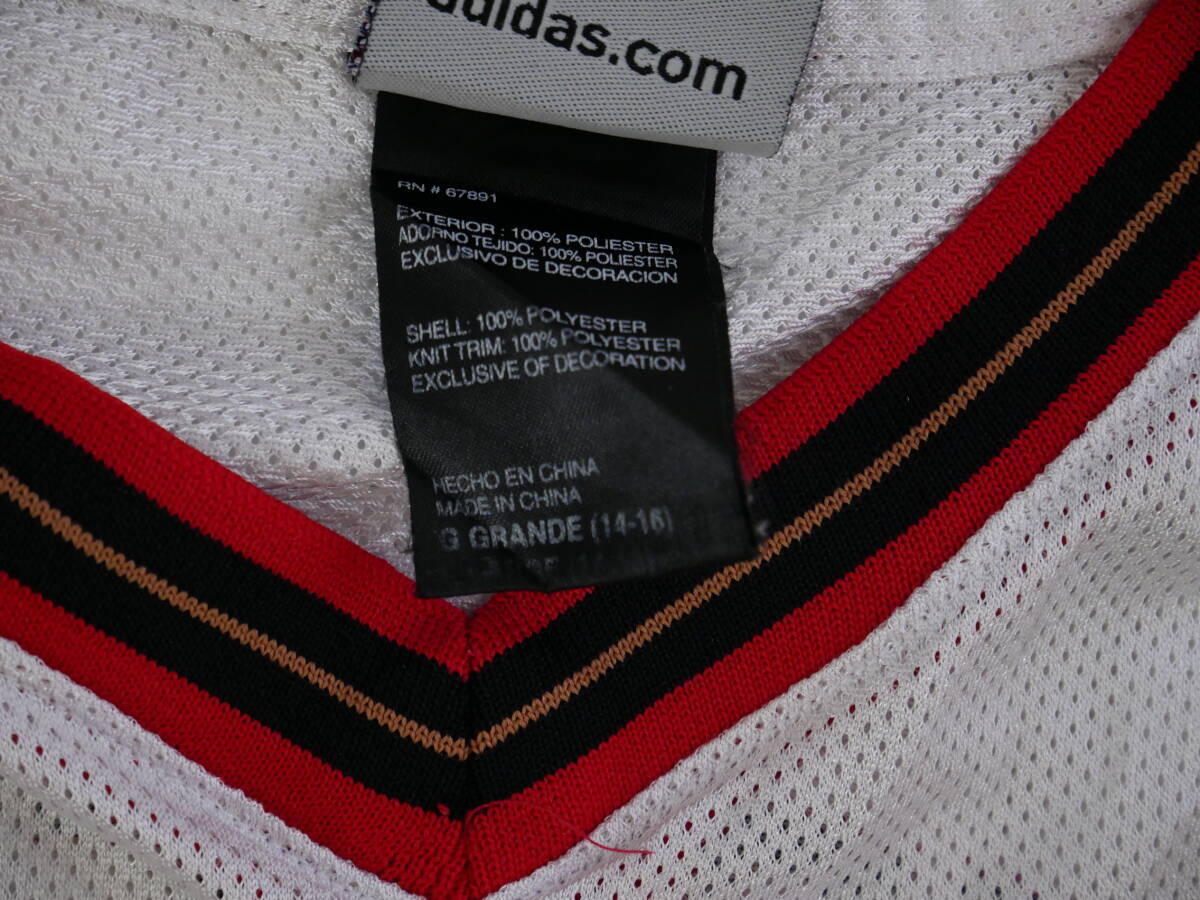 adidas.com
RN # 67891
EXTERIOR : 100% POLIESTER
ADORNO TEJIDO: 100% POLIESTER
EXCLUSIVO DE DECORACION
SHELL: 100% POLYESTER
KNIT TRIM: 100% POLYESTER
EXCLUSIVE OF DECORATION
HECHO EN CHINA
MADE IN CHINA
G GRANDE (14-16)